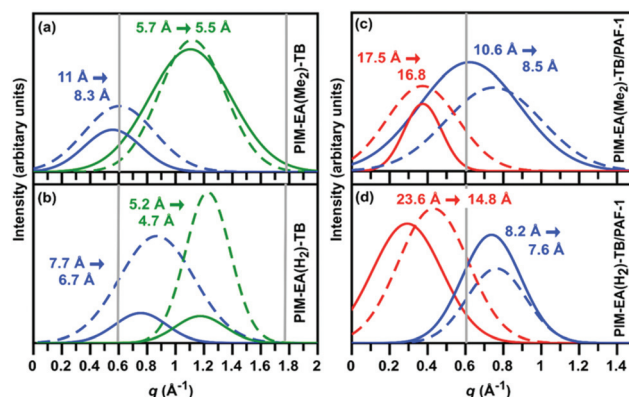 (a)
5.7 Å → 5.5 Å
11 Å →
8.3 Å
PIM-EA(Me₂)-TB
(b)
5.2 Å →
4.7 Å
7.7 Å →
6.7 Å
PIM-EA(H₂)-TB
Intensity (arbitary units)
0 0.2 0.4 0.6 0.8 1 1.2 1.4 1.6 1.8 2
q (Å⁻¹)
(c)
10.6 Å →
8.5 Å
17.5 Å →
16.8
PIM-EA(Me₂)-TB/PAF-1
(d)
23.6 Å → 14.8 Å
8.2 Å →
7.6 Å
PIM-EA(H₂)-TB/PAF-1
Intensity (arbitary units)
0 0.2 0.4 0.6 0.8 1 1.2 1.4
q (Å⁻¹)